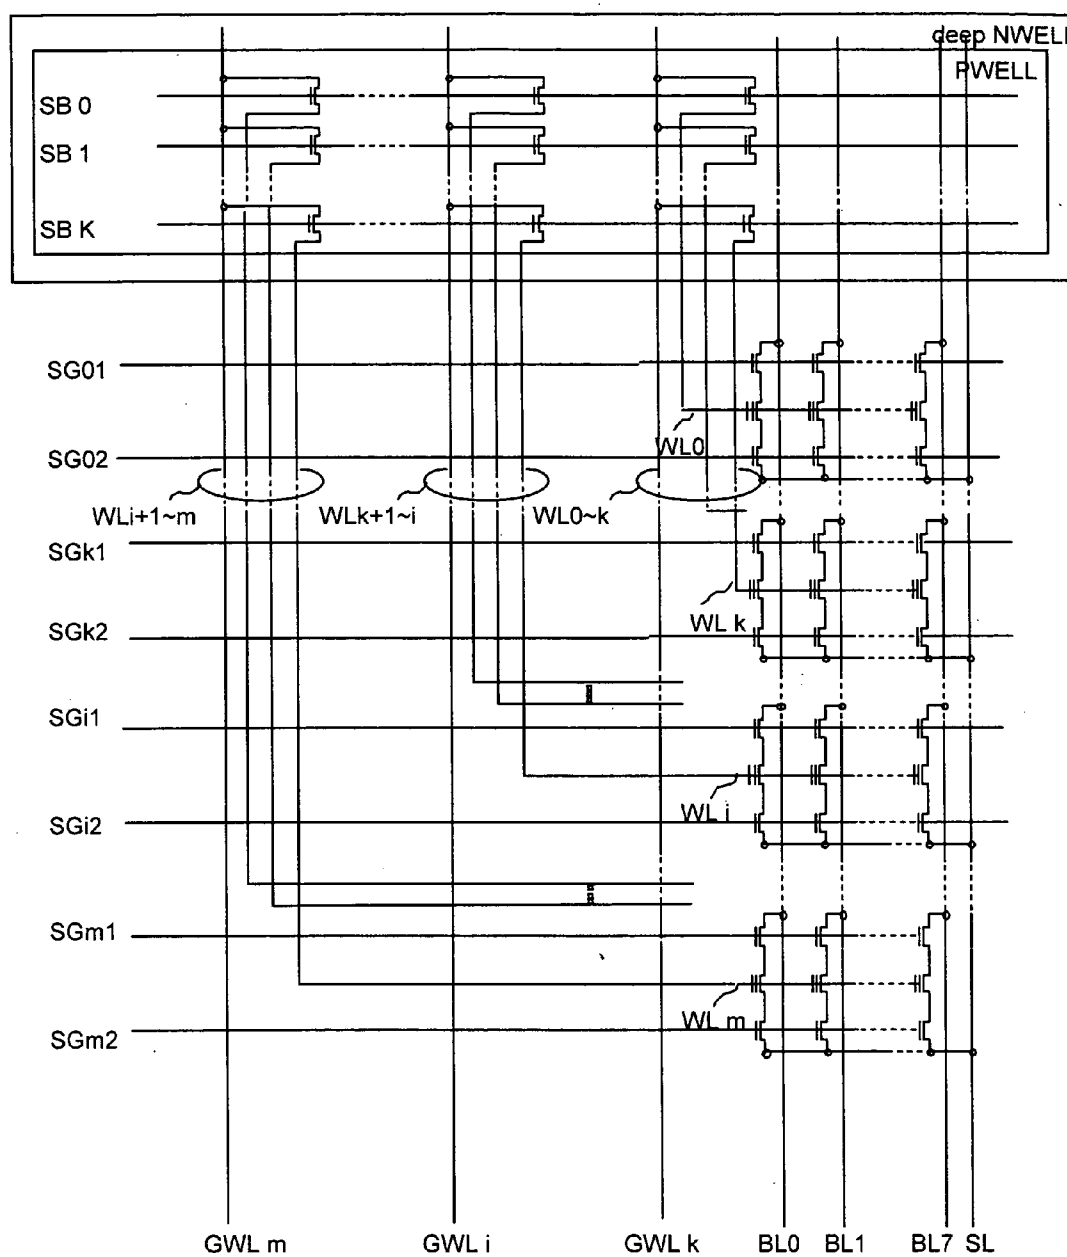 deep NWELL
PWELL
SB 0
SB 1
SB K
SG01
WL0
SG02
WLi+1~m
WLk+1~i
WL0~k
SGk1
WL k
SGk2
SGi1
WL i
SGi2
SGm1
WL m
SGm2
GWL m
GWL i
GWL k
BL0
BL1
BL7
SL